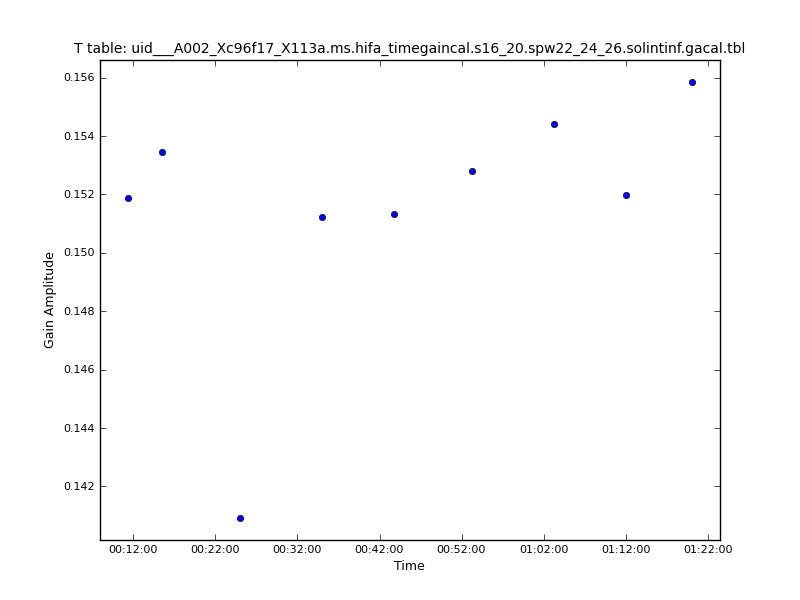 T table: uid___A002_Xc96f17_X113a.ms.hifa_timegaincal.s16_20.spw22_24_26.solintinf.gacal.tbl
0.156
0.154
0.152
0.150
0.148
0.146
0.144
0.142
Gain Amplitude
00:12:00 00:22:00 00:32:00 00:42:00 00:52:00 01:02:00 01:12:00 01:22:00
Time